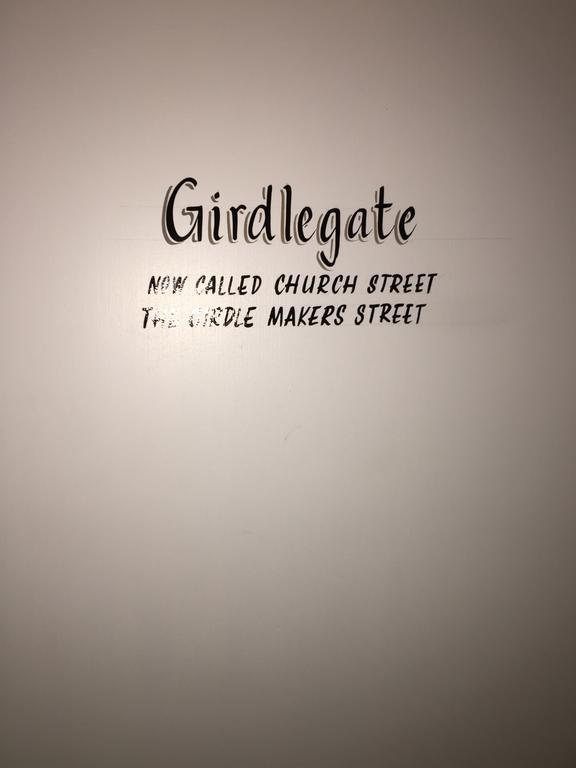 Girdlegate
NOW CALLED CHURCH STREET
THE GIRDLE MAKERS STREET